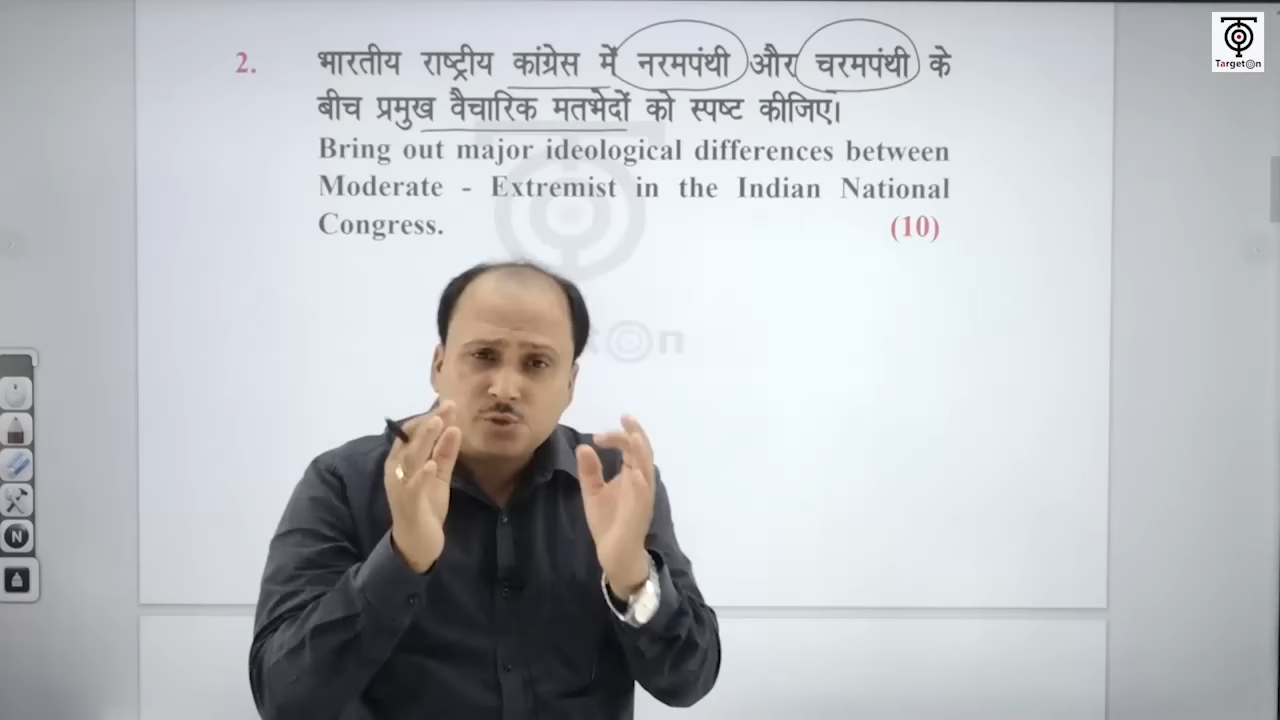 TargetOn
2. भारतीय राष्ट्रीय कांग्रेस में नरमपंथी और चरमपंथी के
बीच प्रमुख वैचारिक मतभेदों को स्पष्ट कीजिए।
Bring out major ideological differences between
Moderate - Extremist in the Indian National
Congress. (10)
N